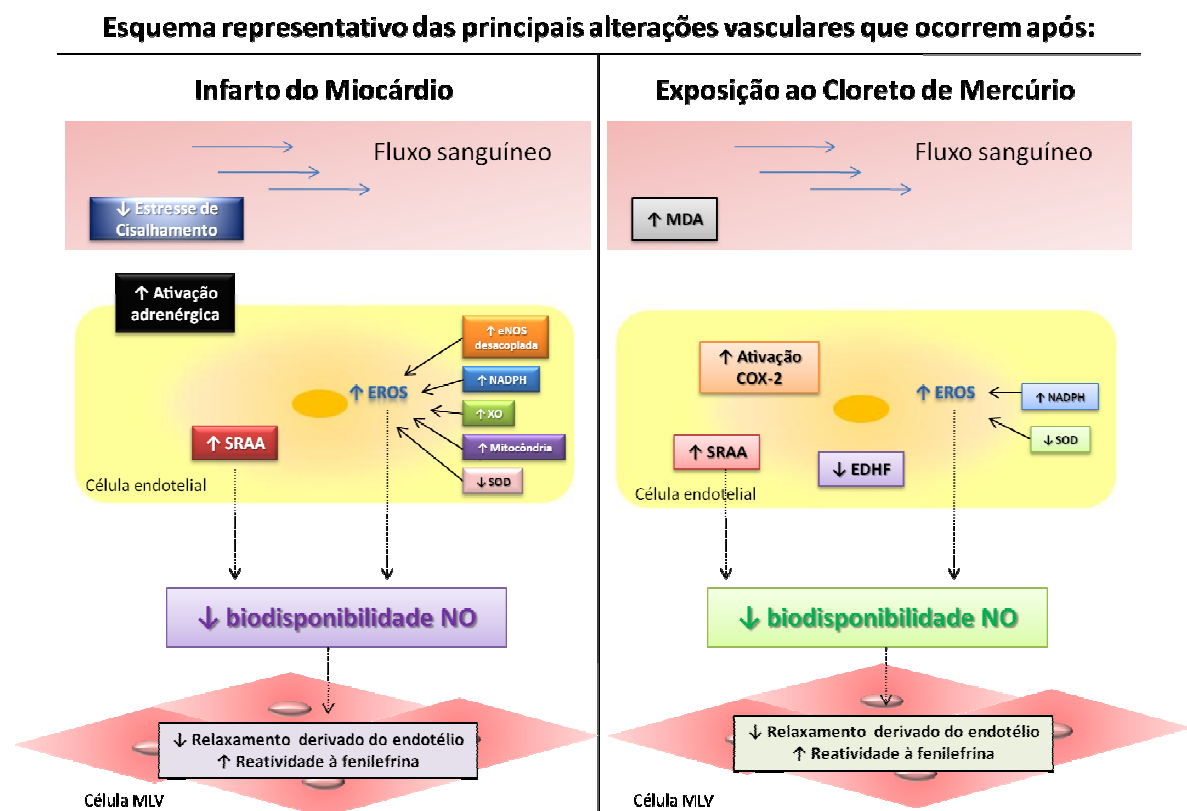 Esquema representativo das principais alterações vasculares que ocorrem após:
Infarto do Miocárdio
Fluxo sanguíneo
↓ Estresse de
Cisalhamento
↑ Ativação
adrenérgica
↑ eNOS
desacoplada
↑ EROS
↑ NADPH
↑ XO
↑ Mitocôndria
↓ SOD
↑ SRAA
Célula endotelial
↓ biodisponibilidade NO
↓ Relaxamento derivado do endotélio
↑ Reatividade à fenilefrina
Célula MLV
Exposição ao Cloreto de Mercúrio
Fluxo sanguíneo
↑ MDA
↑ Ativação
COX-2
↑ EROS
↑ NADPH
↓ SOD
↑ SRAA
↓ EDHF
Célula endotelial
↓ biodisponibilidade NO
↓ Relaxamento derivado do endotélio
↑ Reatividade à fenilefrina
Célula MLV